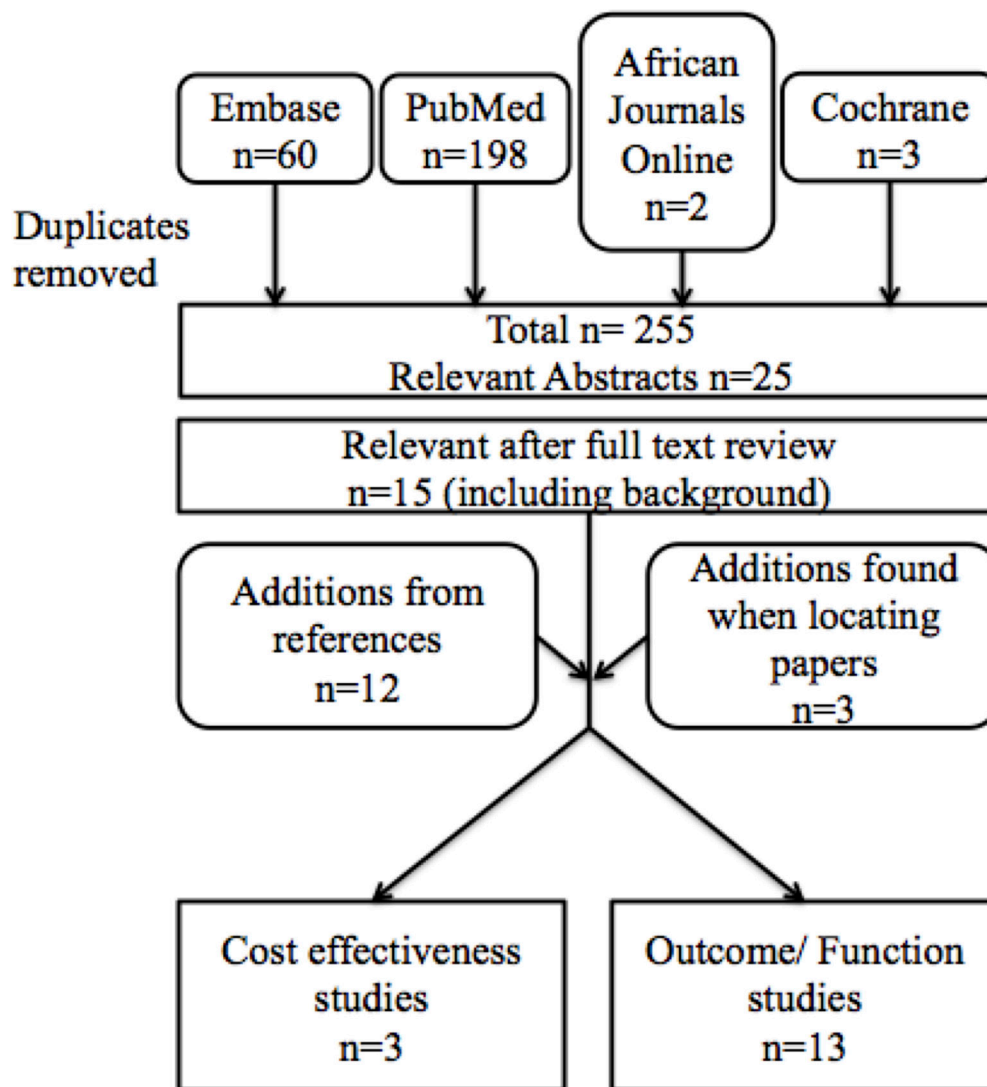 Embase
n=60
PubMed
n=198
African
Journals
Online
n=2
Cochrane
n=3
Duplicates
removed
Total n= 255
Relevant Abstracts n=25
Relevant after full text review
n=15 (including background)
Additions from
references
n=12
Additions found
when locating
papers
n=3
Cost effectiveness
studies
n=3
Outcome/ Function
studies
n=13